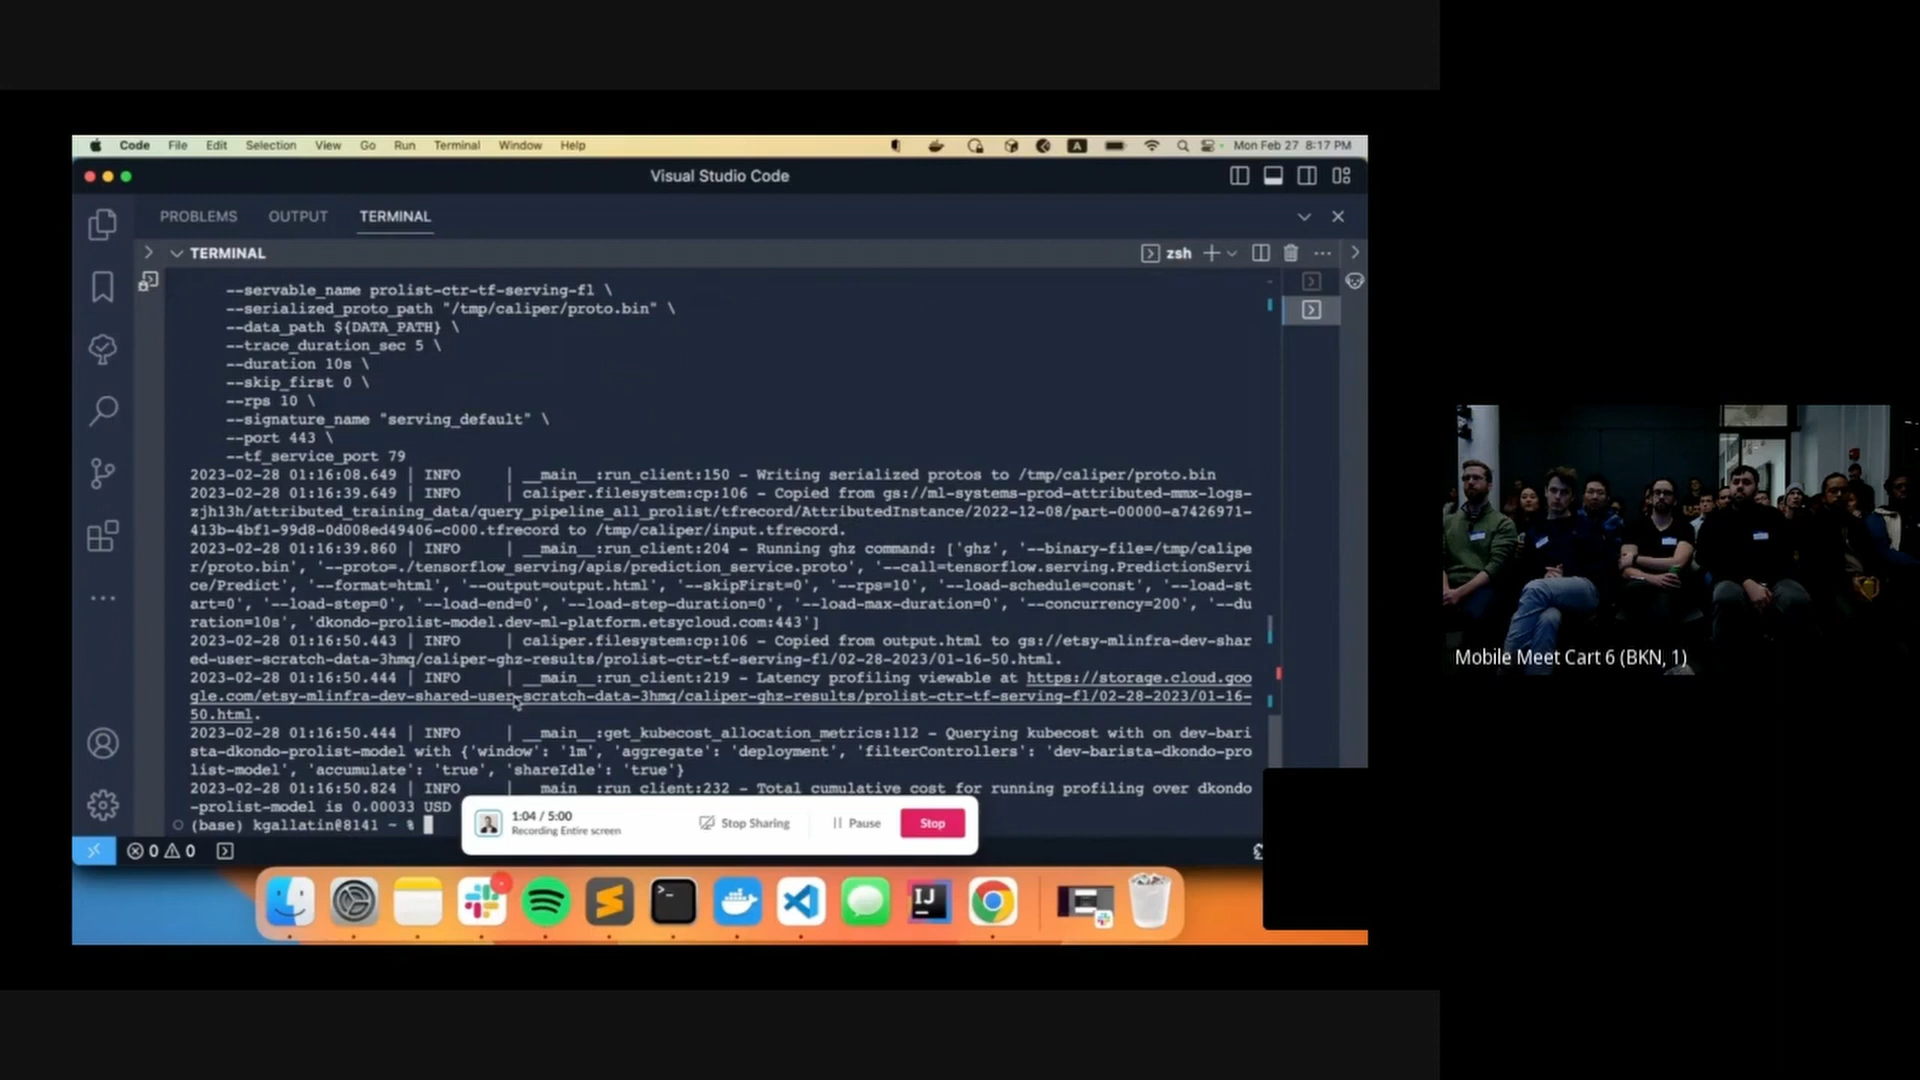 Code File Edit Selection View Go Run Terminal Window Help A Mon Feb 27 8:17 PM
Visual Studio Code
PROBLEMS OUTPUT TERMINAL
TERMINAL zsh
--servable_name prolist-ctr-tf-serving-fl \
--serialized_proto_path "/tmp/caliper/proto.bin" \
--data_path ${DATA_PATH} \
--trace_duration_sec 5 \
--duration 10s \
--skip_first 0 \
--rps 10 \
--signature_name "serving_default" \
--port 443 \
--tf_service_port 79
2023-02-28 01:16:08.649 | INFO | __main__:run_client:150 - Writing serialized protos to /tmp/caliper/proto.bin
2023-02-28 01:16:39.649 | INFO | caliper.filesystem:cp:106 - Copied from gs://ml-systems-prod-attributed-mmx-logs-
zjh13h/attributed_training_data/query_pipeline_all_prolist/tfrecord/AttributedInstance/2022-12-08/part-00000-a7426971-
413b-4bf1-99d8-0d008ed49406-c000.tfrecord to /tmp/caliper/input.tfrecord.
2023-02-28 01:16:39.860 | INFO | __main__:run_client:204 - Running ghz command: ['ghz', '--binary-file=/tmp/calipe
r/proto.bin', '--proto=./tensorflow_serving/apis/prediction_service.proto', '--call=tensorflow.serving.PredictionServi
ce/Predict', '--format=html', '--output=output.html', '--skipFirst=0', '--rps=10', '--load-schedule=const', '--load-st
art=0', '--load-step=0', '--load-end=0', '--load-step-duration=0', '--load-max-duration=0', '--concurrency=200', '--du
ration=10s', 'dkondo-prolist-model.dev-ml-platform.etsycloud.com:443']
2023-02-28 01:16:50.443 | INFO | caliper.filesystem:cp:106 - Copied from output.html to gs://etsy-mlinfra-dev-shar
ed-user-scratch-data-3hmq/caliper-ghz-results/prolist-ctr-tf-serving-fl/02-28-2023/01-16-50.html.
2023-02-28 01:16:50.444 | INFO | __main__:run_client:219 - Latency profiling viewable at https://storage.cloud.goo
gle.com/etsy-mlinfra-dev-shared-user-scratch-data-3hmq/caliper-ghz-results/prolist-ctr-tf-serving-fl/02-28-2023/01-16-
50.html.
2023-02-28 01:16:50.444 | INFO | __main__:get_kubecost_allocation_metrics:112 - Querying kubecost with on dev-bari
sta-dkondo-prolist-model with {'window': '1m', 'aggregate': 'deployment', 'filterControllers': 'dev-barista-dkondo-pro
list-model', 'accumulate': 'true', 'shareIdle': 'true'}
2023-02-28 01:16:50.824 | INFO | __main__:run_client:232 - Total cumulative cost for running profiling over dkondo
-prolist-model is 0.00033 USD
(base) kgallatin@8141 ~ %
1:04 / 5:00
Recording Entire screen
Stop Sharing
Pause
Stop
0 0
IJ
Mobile Meet Cart 6 (BKN, 1)